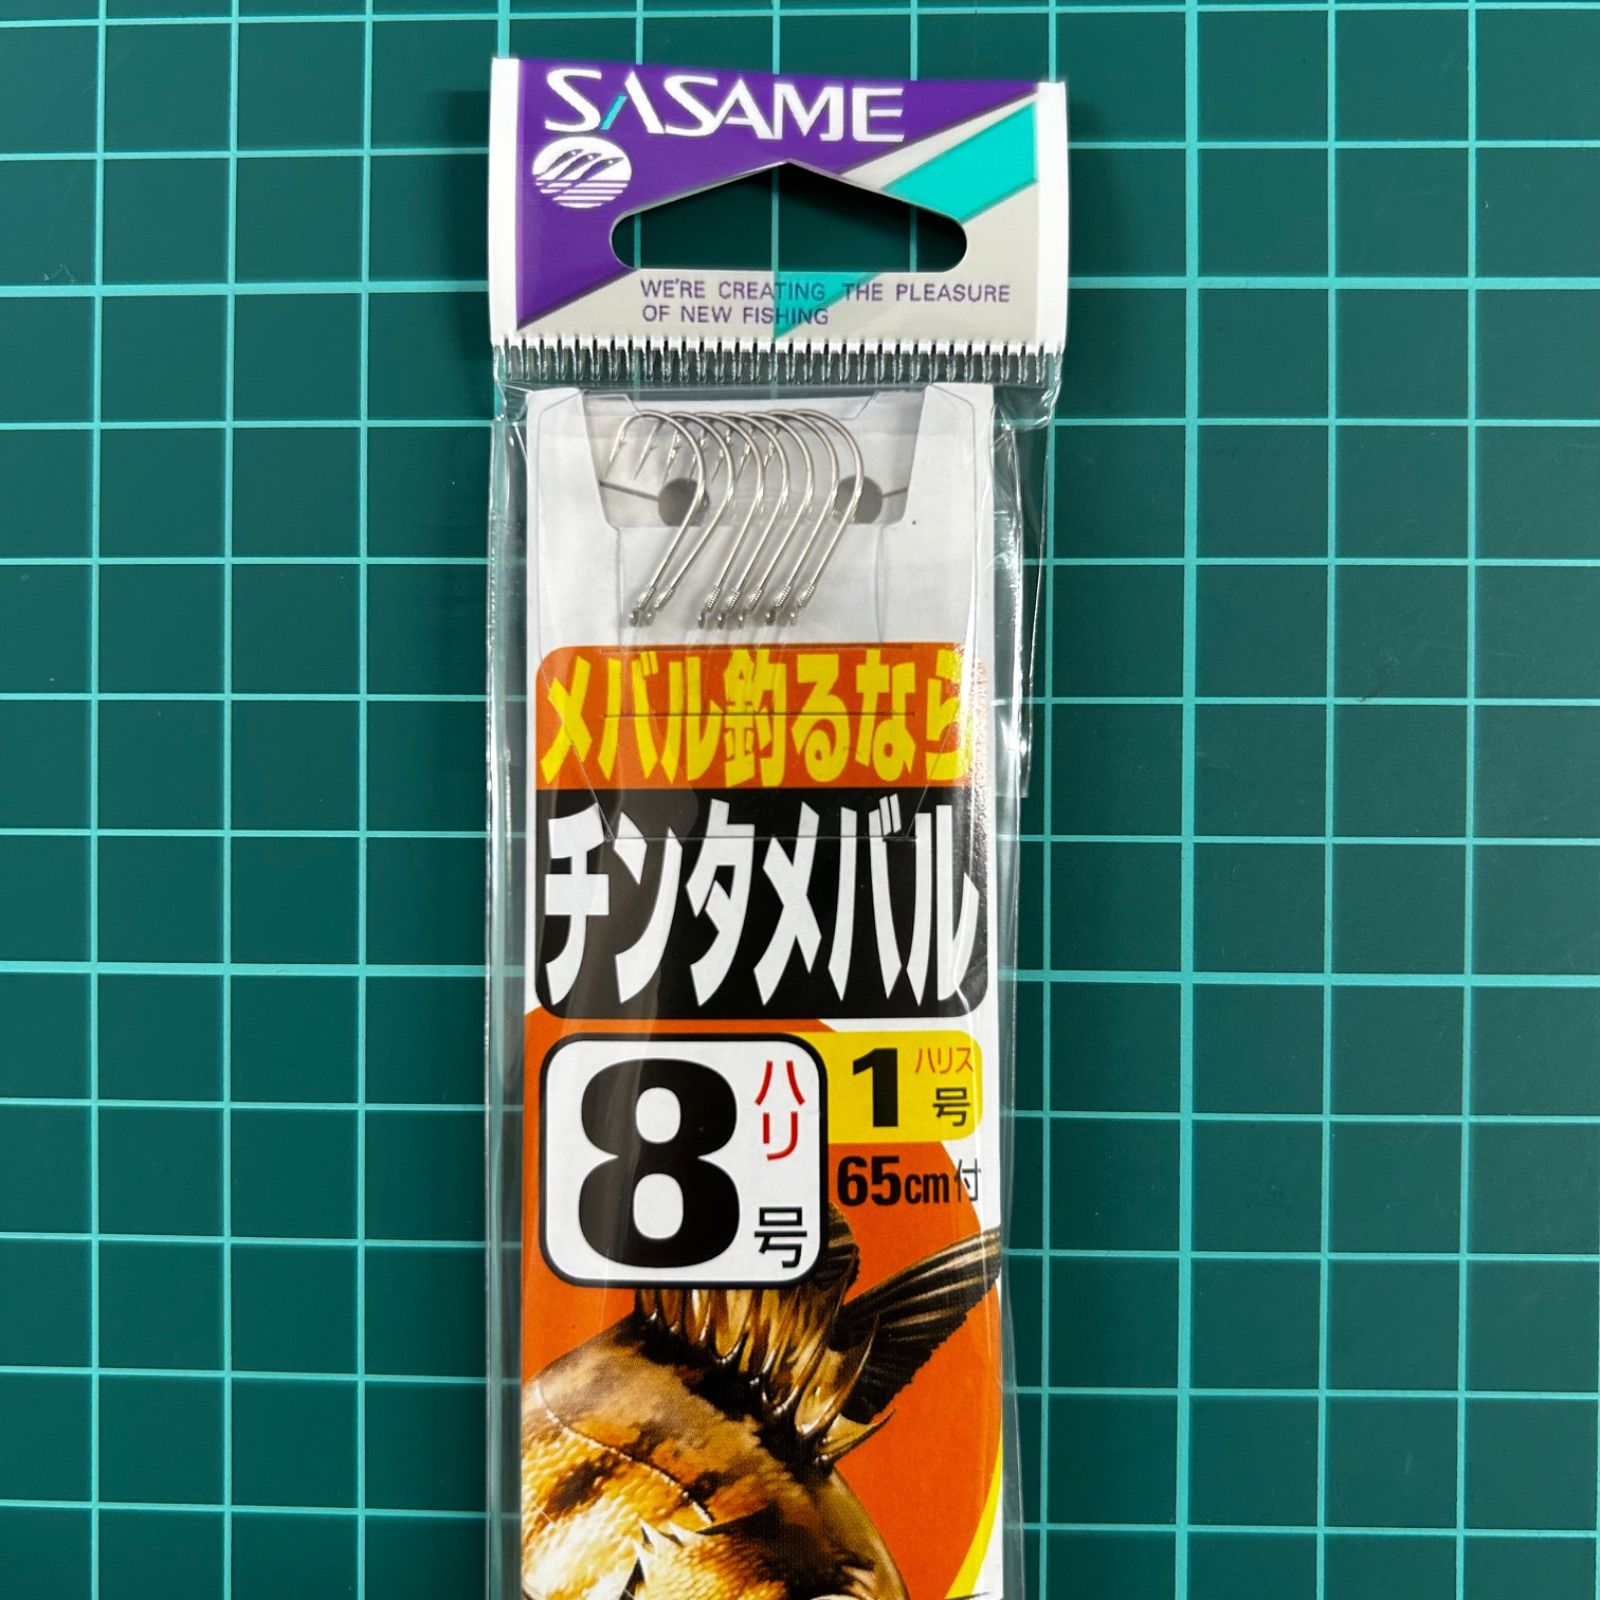 SASAME
WE'RE CREATING THE PLEASURE
OF NEW FISHING
メバル釣るなら
チンタメバル
8 ハリ 号
1 ハリス 号
65cm付